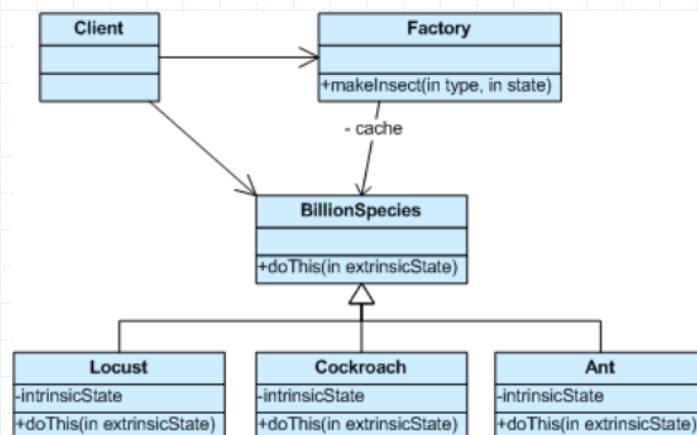 Client
Factory
+makeInsect(in type, in state)
- cache
BillionSpecies
+doThis(in extrinsicState)
Locust
-intrinsicState
+doThis(in extrinsicState)
Cockroach
-intrinsicState
+doThis(in extrinsicState)
Ant
-intrinsicState
+doThis(in extrinsicState)